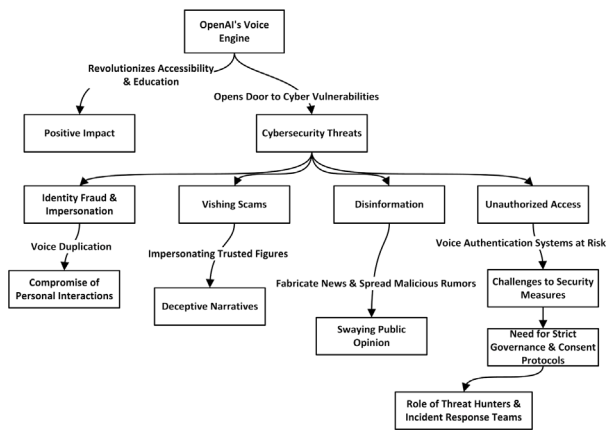 OpenAI's Voice
Engine
Revolutionizes Accessibility
& Education
Opens Door to Cyber Vulnerabilities
Positive Impact
Cybersecurity Threats
Identity Fraud &
Impersonation
Vishing Scams
Disinformation
Unauthorized Access
Voice Duplication
Impersonating Trusted Figures
Voice Authentication Systems at Risk
Compromise of
Personal Interactions
Deceptive Narratives
Fabricate News & Spread Malicious Rumors
Challenges to Security
Measures
Swaying Public
Opinion
Need for Strict
Governance & Consent
Protocols
Role of Threat Hunters &
Incident Response Teams